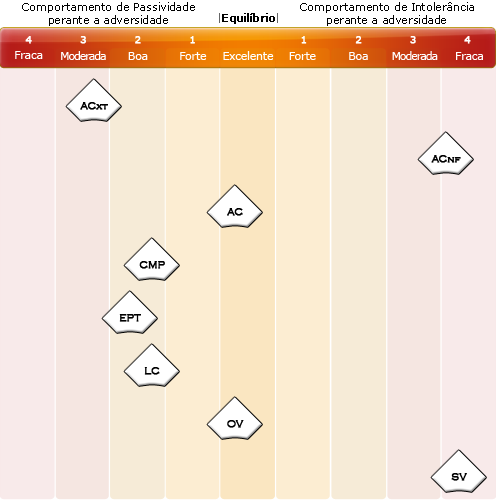 Comportamento de Passividade
perante a adversidade
|Equilíbrio|
Comportamento de Intolerância
perante a adversidade
4 3 2 1 1 2 3 4
Fraca Moderada Boa Forte Excelente Forte Boa Moderada Fraca
ACXT
ACNF
AC
CMP
EPT
LC
OV
SV